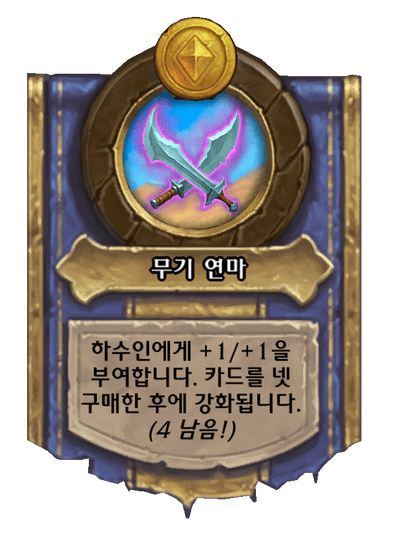 무기 연마
하수인에게 +1/+1을
부여합니다. 카드를 넷
구매한 후에 강화됩니다.
(4 남음!)